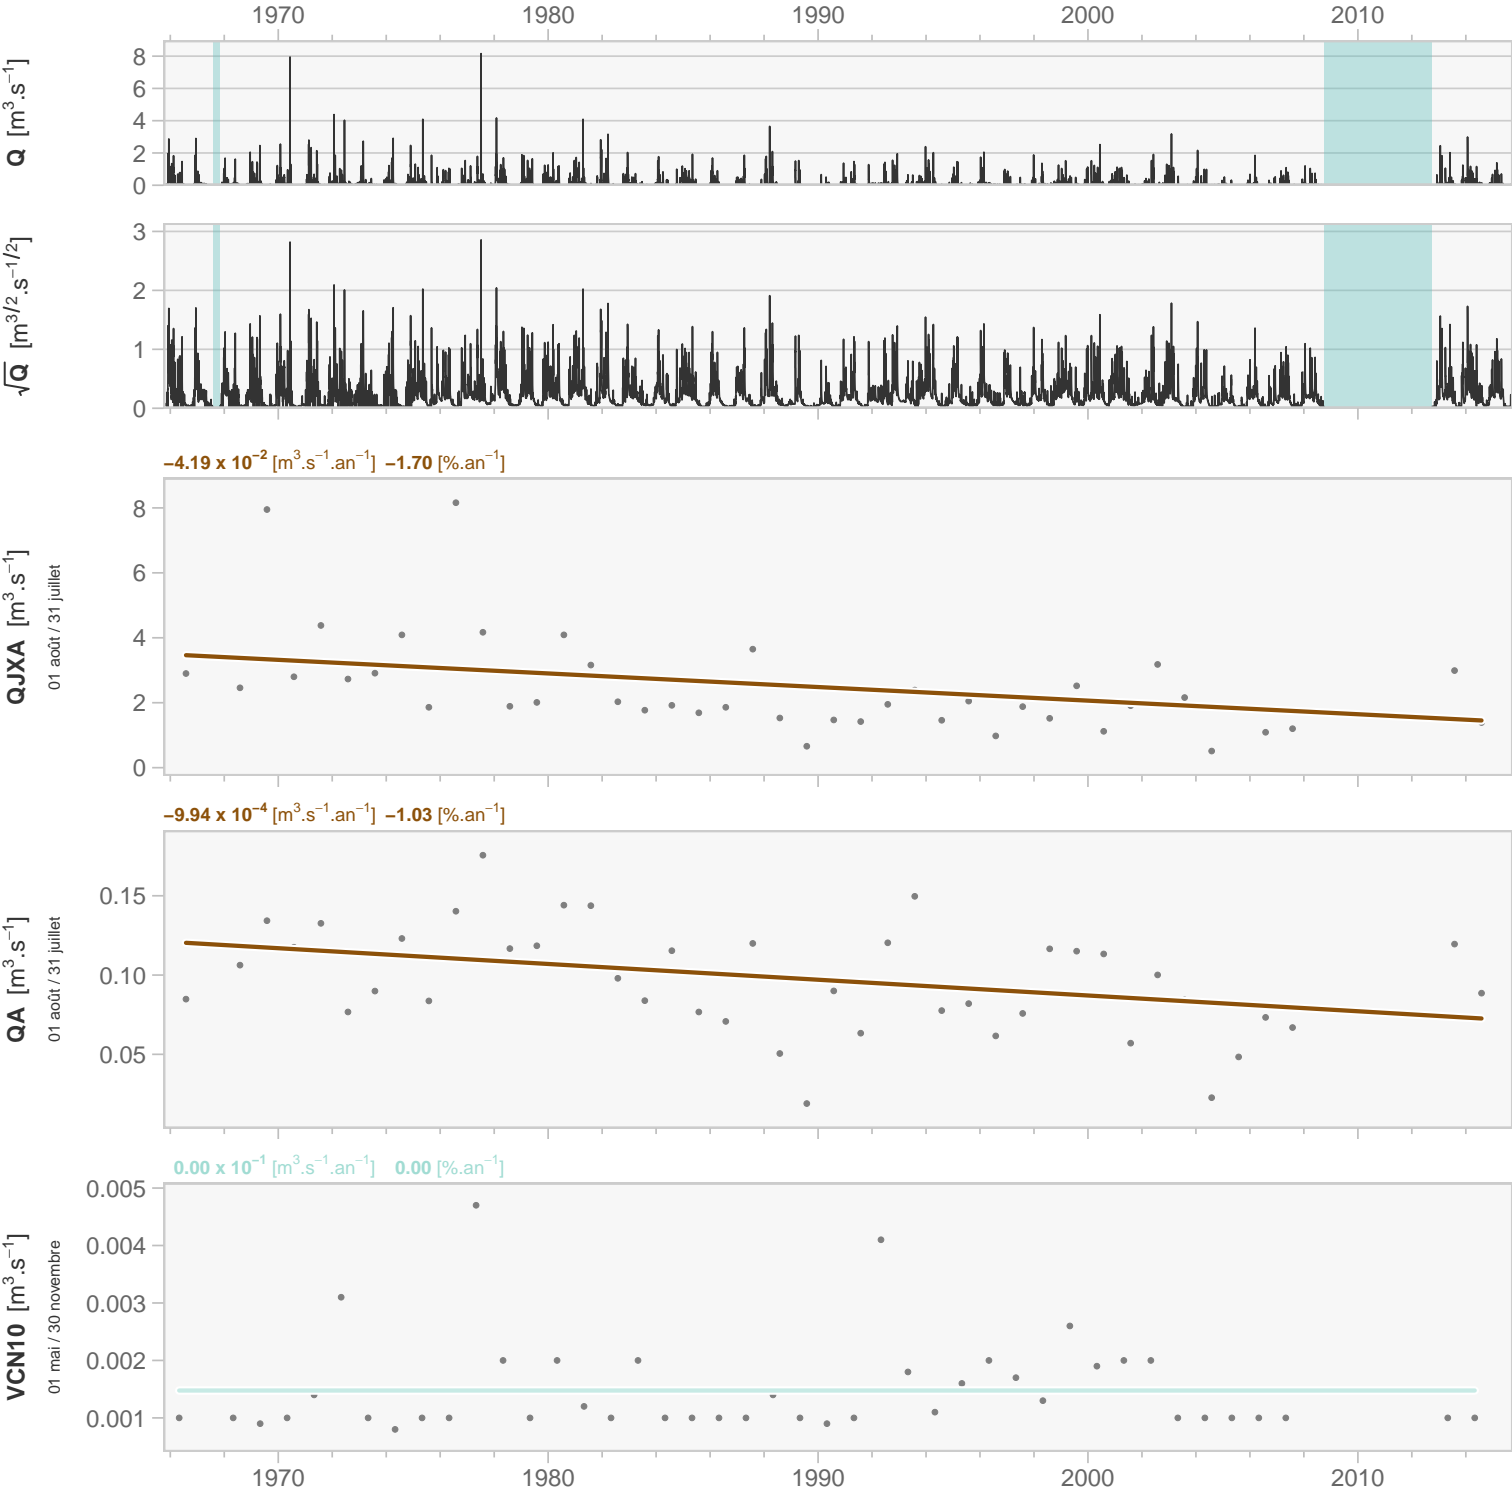 1970 1980 1990 2000 2010
Q [m³.s⁻¹]
8
6
4
2
0
√Q [m³ᐟ².s⁻¹ᐟ²]
3
2
1
0
−4.19 x 10⁻² [m³.s⁻¹.an⁻¹] −1.70 [%.an⁻¹]
QJXA [m³.s⁻¹]
01 août / 31 juillet
8
6
4
2
0
−9.94 x 10⁻⁴ [m³.s⁻¹.an⁻¹] −1.03 [%.an⁻¹]
QA [m³.s⁻¹]
01 août / 31 juillet
0.15
0.10
0.05
0.00 x 10⁻¹ [m³.s⁻¹.an⁻¹] 0.00 [%.an⁻¹]
VCN10 [m³.s⁻¹]
01 mai / 30 novembre
0.005
0.004
0.003
0.002
0.001
1970 1980 1990 2000 2010